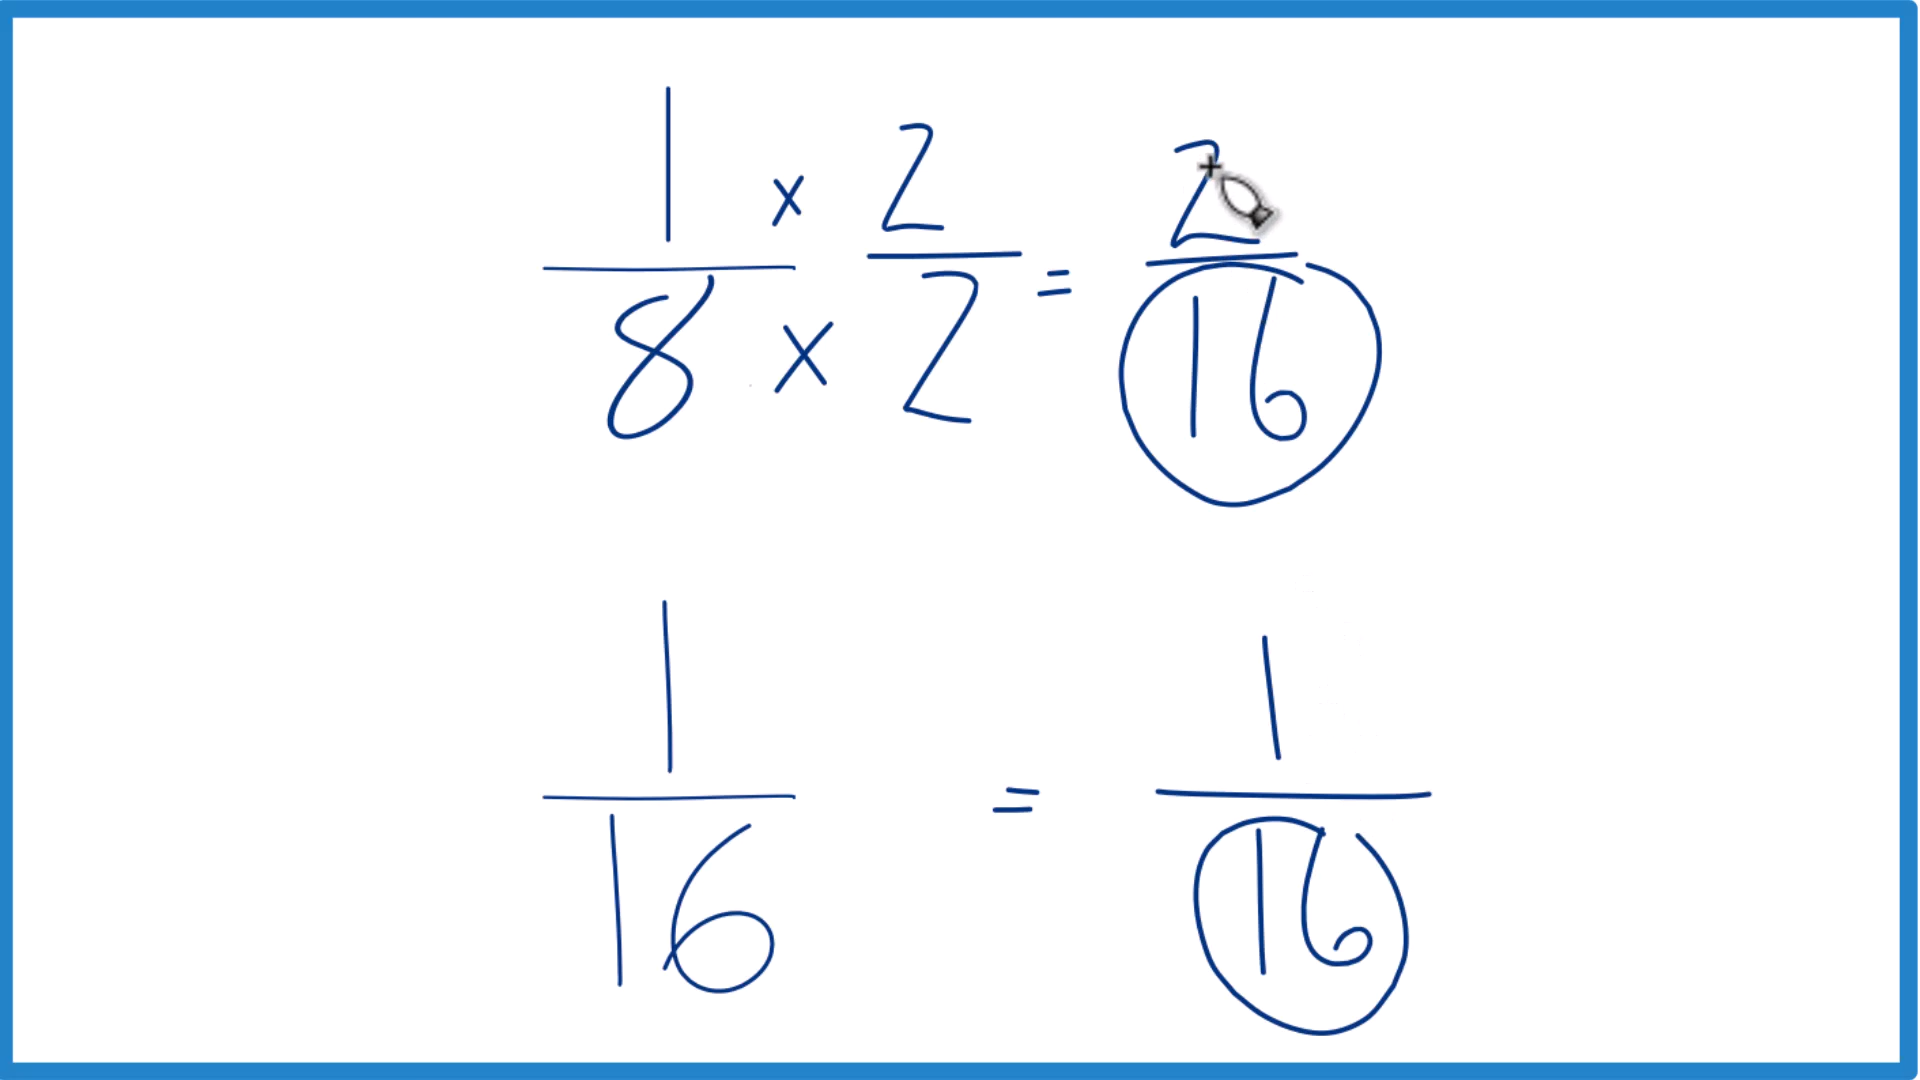 1/8 × 2/2 = 2/16
1/16 = 1/16